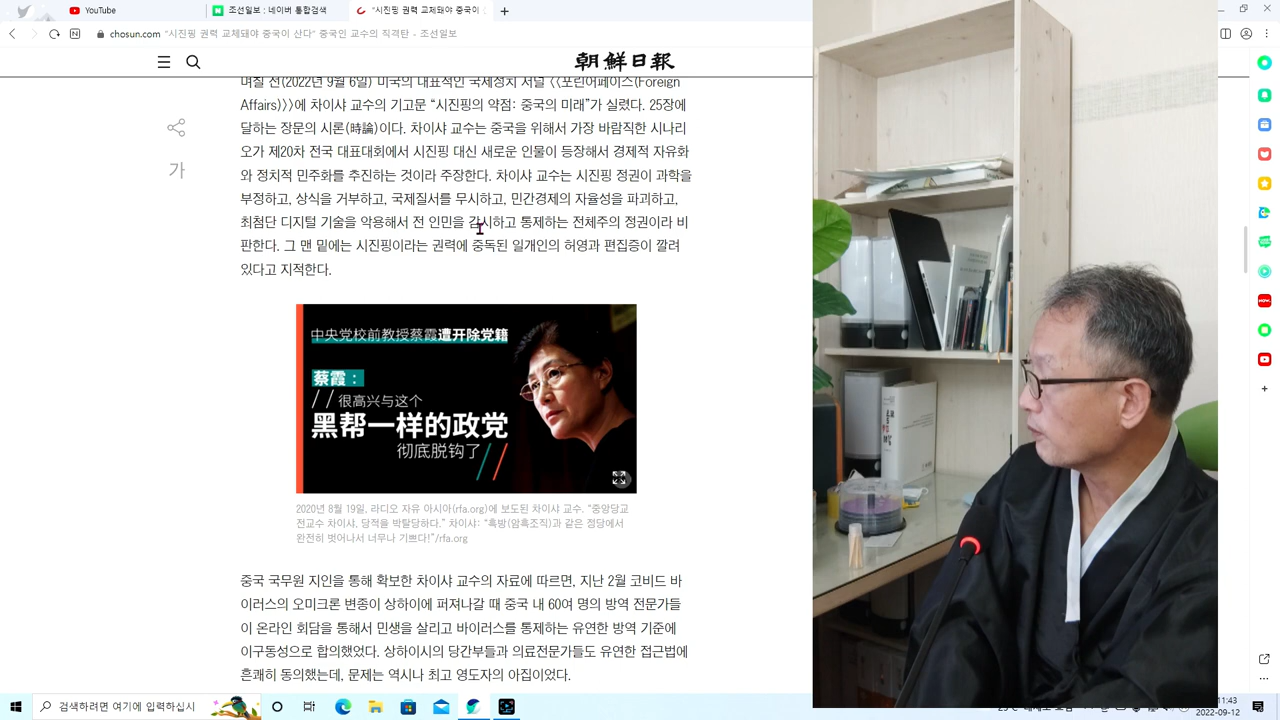 YouTube
조선일보 : 네이버 통합검색
“시진핑 권력 교체돼야 중국이
chosun.com “시진핑 권력 교체돼야 중국이 산다” 중국인 교수의 직격탄 - 조선일보
朝鮮日報
가
며칠 전(2022년 9월 6일) 미국의 대표적인 국제정치 저널 <<포린어페어스(Foreign
Affairs)>>에 차이샤 교수의 기고문 “시진핑의 약점: 중국의 미래”가 실렸다. 25장에
달하는 장문의 시론(時論)이다. 차이샤 교수는 중국을 위해서 가장 바람직한 시나리
오가 제20차 전국 대표대회에서 시진핑 대신 새로운 인물이 등장해서 경제적 자유화
와 정치적 민주화를 추진하는 것이라 주장한다. 차이샤 교수는 시진핑 정권이 과학을
부정하고, 상식을 거부하고, 국제질서를 무시하고, 민간경제의 자율성을 파괴하고,
최첨단 디지털 기술을 악용해서 전 인민을 감시하고 통제하는 전체주의 정권이라 비
판한다. 그 맨 밑에는 시진핑이라는 권력에 중독된 일개인의 허영과 편집증이 깔려
있다고 지적한다.
中央党校前教授蔡霞遭开除党籍
蔡霞：
//很高兴与这个
黑帮一样的政党
彻底脱钩了//
2020년 8월 19일, 라디오 자유 아시아(rfa.org)에 보도된 차이샤 교수. “중앙당교
전교수 차이샤, 당적을 박탈당하다.” 차이샤: “흑방(암흑조직)과 같은 정당에서
완전히 벗어나서 너무나 기쁘다!”/rfa.org
중국 국무원 지인을 통해 확보한 차이샤 교수의 자료에 따르면, 지난 2월 코비드 바
이러스의 오미크론 변종이 상하이에 퍼져나갈 때 중국 내 60여 명의 방역 전문가들
이 온라인 회담을 통해서 민생을 살리고 바이러스를 통제하는 유연한 방역 기준에
이구동성으로 합의했었다. 상하이시의 당간부들과 의료전문가들도 유연한 접근법에
흔쾌히 동의했는데, 문제는 역시나 최고 영도자의 아집이었다.
검색하려면 여기에 입력하십시
11:43
2022-09-12